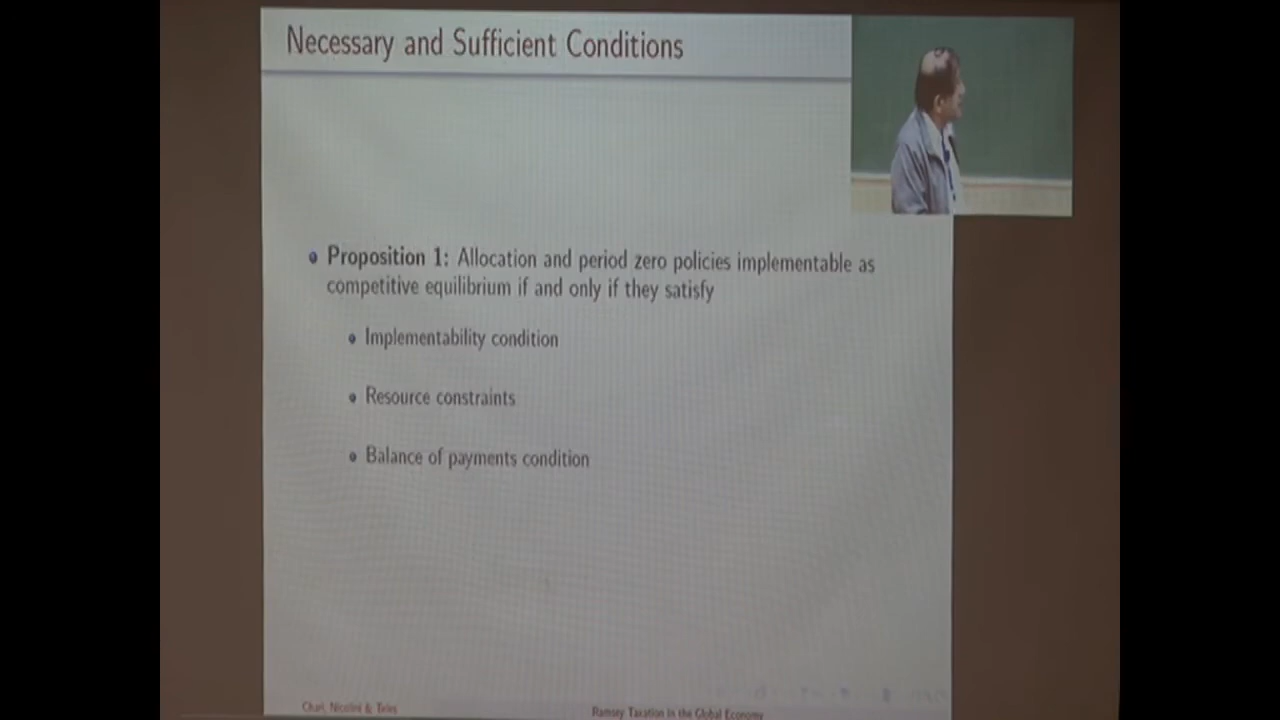 Necessary and Sufficient Conditions
Proposition 1: Allocation and period zero policies implementable as
competitive equilibrium if and only if they satisfy
Implementability condition
Resource constraints
Balance of payments condition
Chari, Nicolini & Teles
Ramsey Taxation in the Global Economy